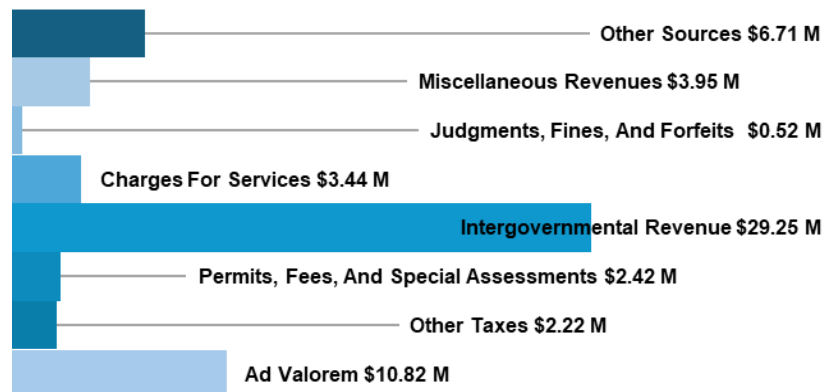 Other Sources $6.71 M
Miscellaneous Revenues $3.95 M
Judgments, Fines, And Forfeits $0.52 M
Charges For Services $3.44 M
Intergovernmental Revenue $29.25 M
Permits, Fees, And Special Assessments $2.42 M
Other Taxes $2.22 M
Ad Valorem $10.82 M